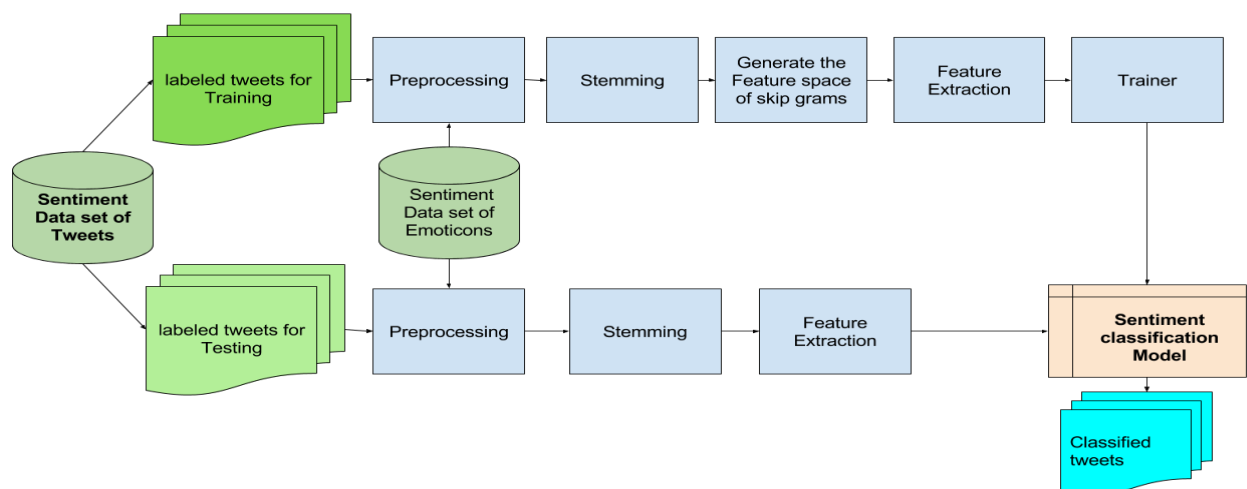 labeled tweets for
Training
Preprocessing
Stemming
Generate the
Feature space
of skip grams
Feature
Extraction
Trainer
Sentiment
Data set of
Tweets
Sentiment
Data set of
Emoticons
labeled tweets for
Testing
Preprocessing
Stemming
Feature
Extraction
Sentiment
classification
Model
Classified
tweets